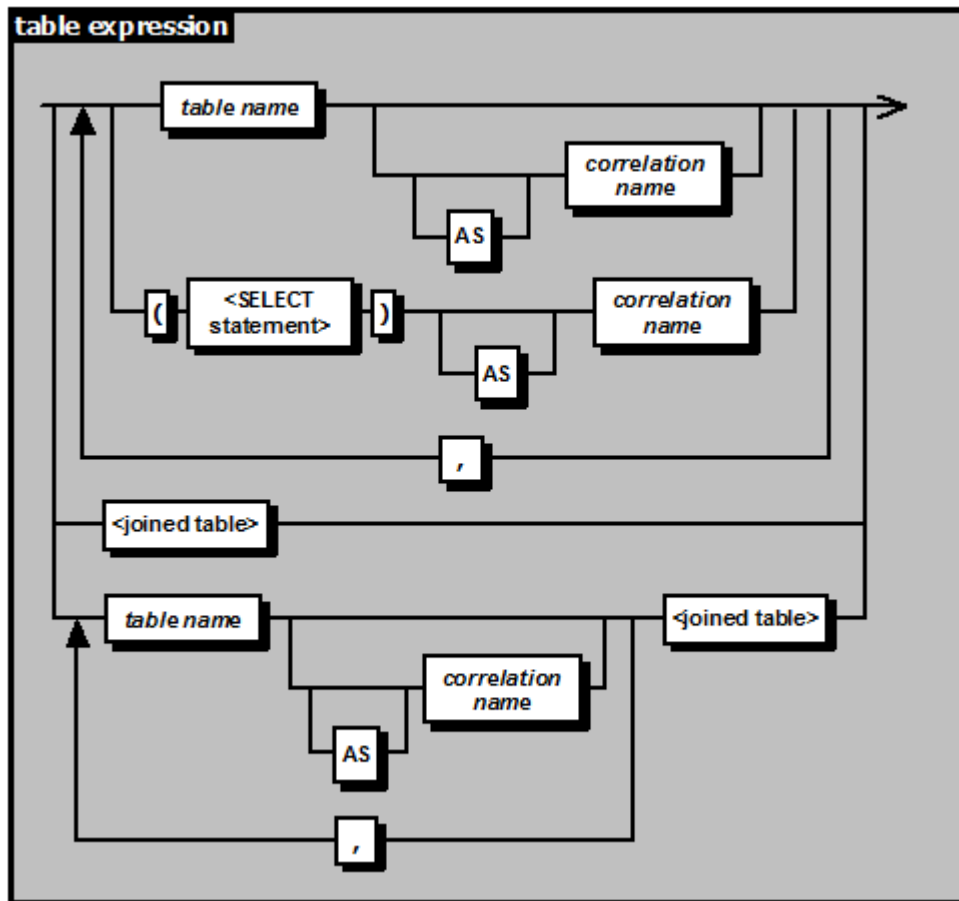 table expression
table name
correlation
name
AS
( <SELECT
statement> )
correlation
name
AS
,
<joined table>
table name
<joined table>
correlation
name
AS
,